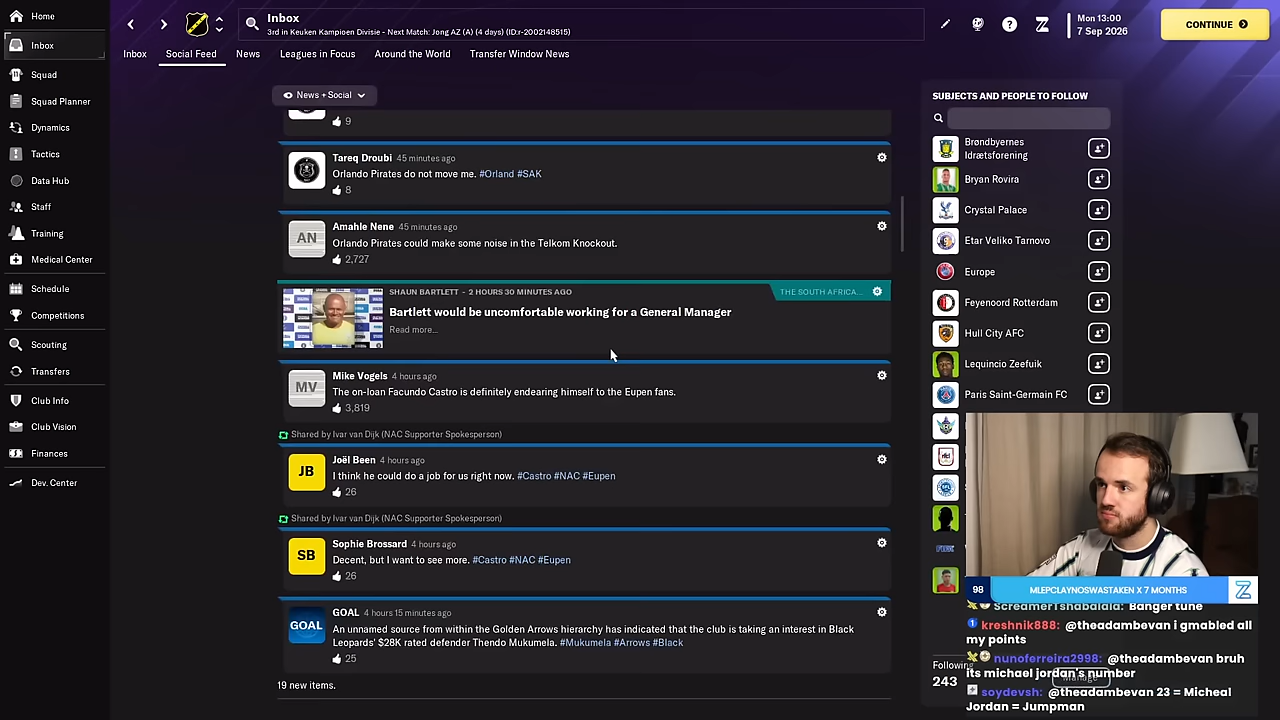 Home
Inbox
Squad
Squad Planner
Dynamics
Tactics
Data Hub
Staff
Training
Medical Center
Schedule
Competitions
Scouting
Transfers
Club Info
Club Vision
Finances
Dev. Center
Inbox
3rd in Keuken Kampioen Divisie - Next Match: Jong AZ (A) (4 days) (ID:r-2002148515)
Mon 13:00
7 Sep 2026
CONTINUE
Inbox
Social Feed
News
Leagues in Focus
Around the World
Transfer Window News
News + Social
9
Tareq Droubi 45 minutes ago
Orlando Pirates do not move me. #Orland #SAK
8
AN
Amahle Nene 45 minutes ago
Orlando Pirates could make some noise in the Telkom Knockout.
2,727
SHAUN BARTLETT - 2 HOURS 30 MINUTES AGO
THE SOUTH AFRICA...
Bartlett would be uncomfortable working for a General Manager
Read more...
MV
Mike Vogels 4 hours ago
The on-loan Facundo Castro is definitely endearing himself to the Eupen fans.
3,819
Shared by Ivar van Dijk (NAC Supporter Spokesperson)
JB
Joël Been 4 hours ago
I think he could do a job for us right now. #Castro #NAC #Eupen
26
Shared by Ivar van Dijk (NAC Supporter Spokesperson)
SB
Sophie Brossard 4 hours ago
Decent, but I want to see more. #Castro #NAC #Eupen
26
GOAL
GOAL 4 hours 15 minutes ago
An unnamed source from within the Golden Arrows hierarchy has indicated that the club is taking an interest in Black
Leopards' $28K rated defender Thendo Mukumela. #Mukumela #Arrows #Black
25
19 new items.
SUBJECTS AND PEOPLE TO FOLLOW
Brøndbyernes
Idrætsforening
Bryan Rovira
Crystal Palace
Etar Veliko Tarnovo
Europe
Feyenoord Rotterdam
Hull City AFC
Lequincio Zeefuik
Paris Saint-Germain FC
98
MLEPCLAYNOSWASTAKEN X 7 MONTHS
Banger tune
kreshnik888: @theadambevan i gmabled all
my points
nunoferreira2998: @theadambevan bruh
its michael jordan's number
soydevsh: @theadambevan 23 = Micheal
Jordan = Jumpman
Following
243
Manage